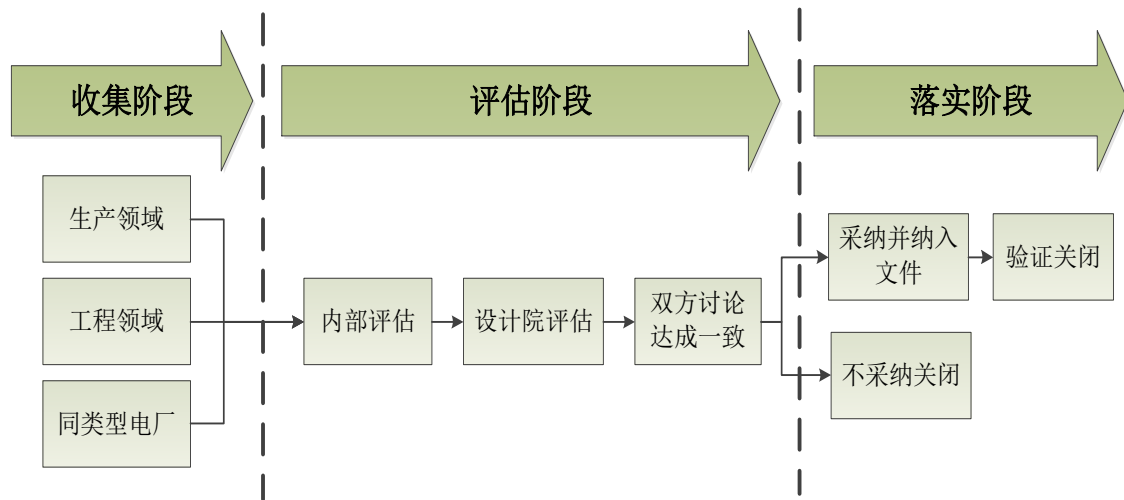 收集阶段
评估阶段
落实阶段
生产领域
工程领域
同类型电厂
内部评估
设计院评估
双方讨论
达成一致
采纳并纳入
文件
验证关闭
不采纳关闭